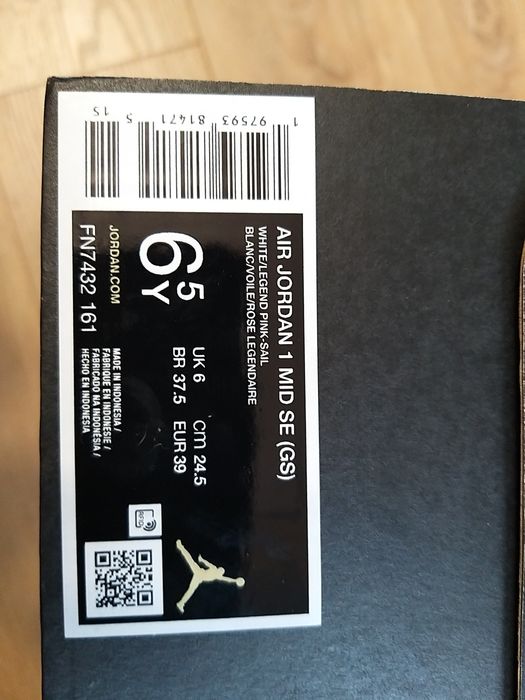 AIR JORDAN 1 MID SE (GS)
WHITE/LEGEND PINK-SAIL
BLANC/VOILE/ROSE LEGENDAIRE
6.5Y
UK 6 cm 24.5
BR 37.5 EUR 39
JORDAN.COM
MADE IN INDONESIA /
FABRIQUE EN INDONESIE /
FABRICADO NA INDONÉSIA /
HECHO EN INDONESIA
FN7432 161
1 97593 81471 5 15